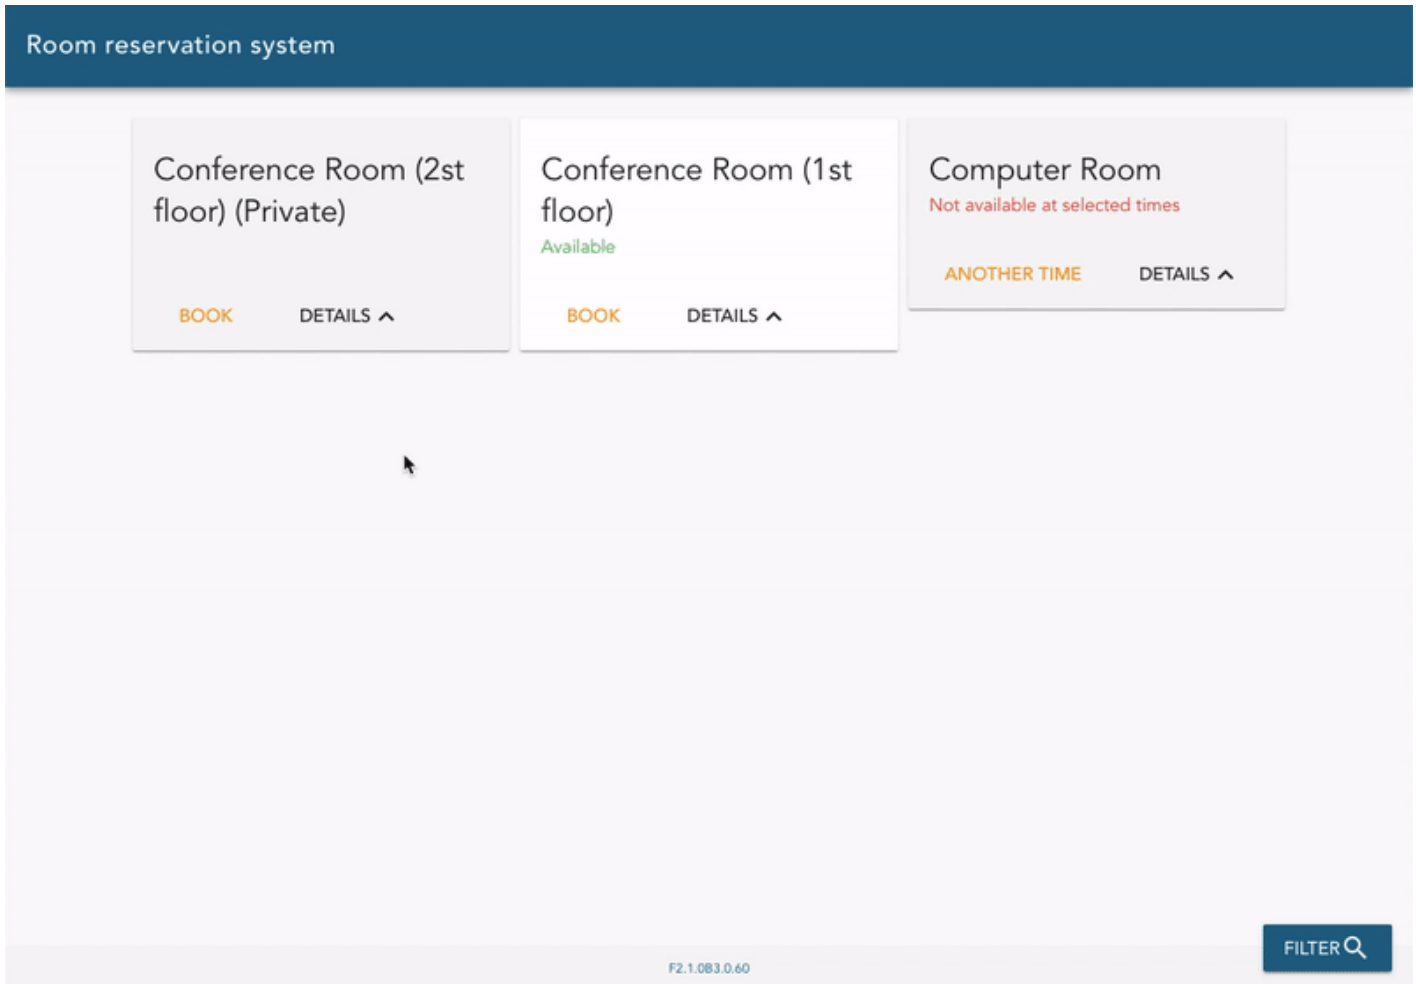 Room reservation system
Conference Room (2st
floor) (Private)
BOOK
DETAILS
Conference Room (1st
floor)
Available
BOOK
DETAILS
Computer Room
Not available at selected times
ANOTHER TIME
DETAILS
FILTER
F2.1.0B3.0.60